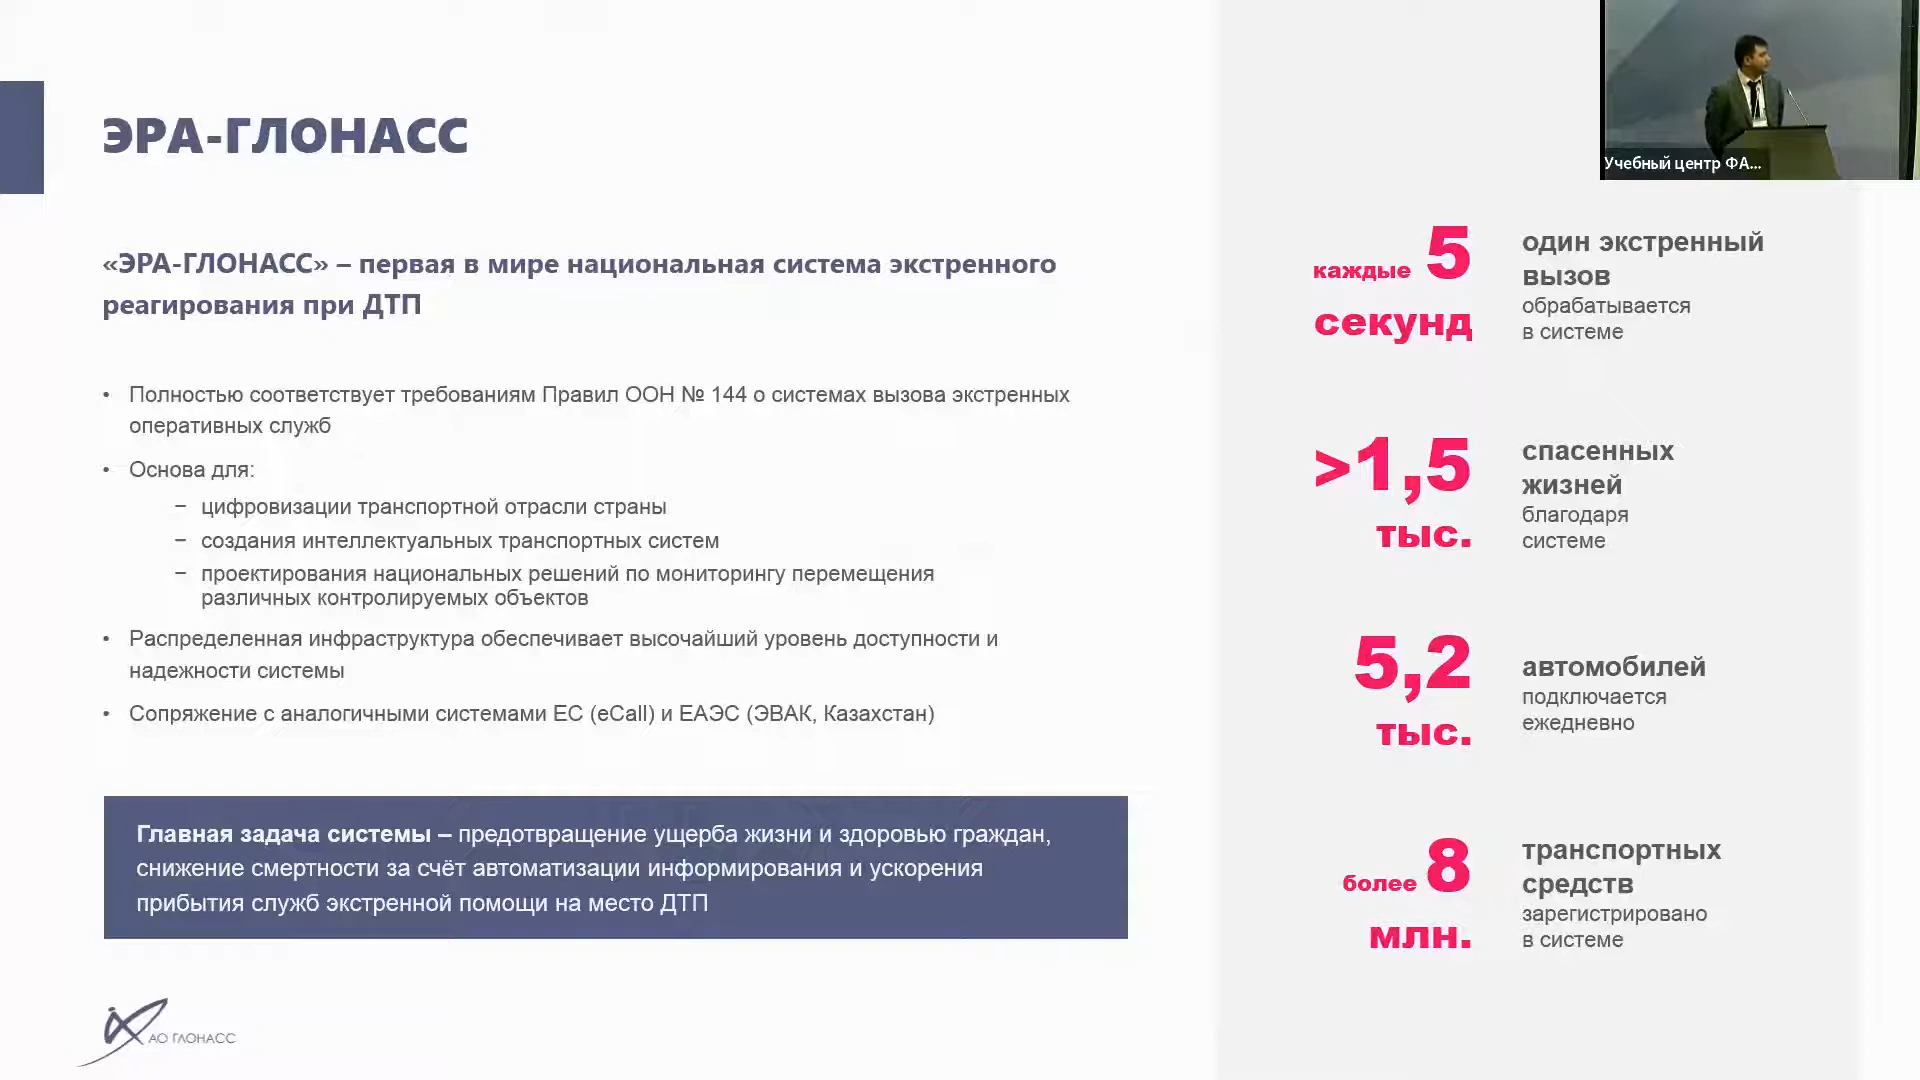 Учебный центр ФА...
ЭРА-ГЛОНАСС
«ЭРА-ГЛОНАСС» – первая в мире национальная система экстренного
реагирования при ДТП
• Полностью соответствует требованиям Правил ООН № 144 о системах вызова экстренных
оперативных служб
• Основа для:
− цифровизации транспортной отрасли страны
− создания интеллектуальных транспортных систем
− проектирования национальных решений по мониторингу перемещения
различных контролируемых объектов
• Распределенная инфраструктура обеспечивает высочайший уровень доступности и
надежности системы
• Сопряжение с аналогичными системами ЕС (eCall) и ЕАЭС (ЭВАК, Казахстан)
Главная задача системы – предотвращение ущерба жизни и здоровью граждан,
снижение смертности за счёт автоматизации информирования и ускорения
прибытия служб экстренной помощи на место ДТП
АО ГЛОНАСС
каждые 5
секунд
один экстренный
вызов
обрабатывается
в системе
>1,5
тыс.
спасенных
жизней
благодаря
системе
5,2
тыс.
автомобилей
подключается
ежедневно
более 8
млн.
транспортных
средств
зарегистрировано
в системе